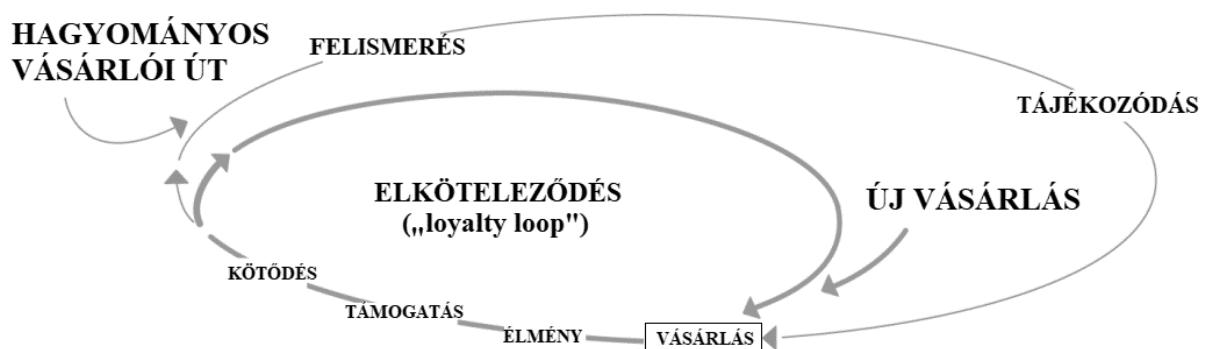 HAGYOMÁNYOS
VÁSÁRLÓI ÚT
FELISMERÉS
TÁJÉKOZÓDÁS
ELKÖTELEZŐDÉS
(„loyalty loop")
ÚJ VÁSÁRLÁS
KÖTŐDÉS
TÁMOGATÁS
ÉLMÉNY
VÁSÁRLÁS